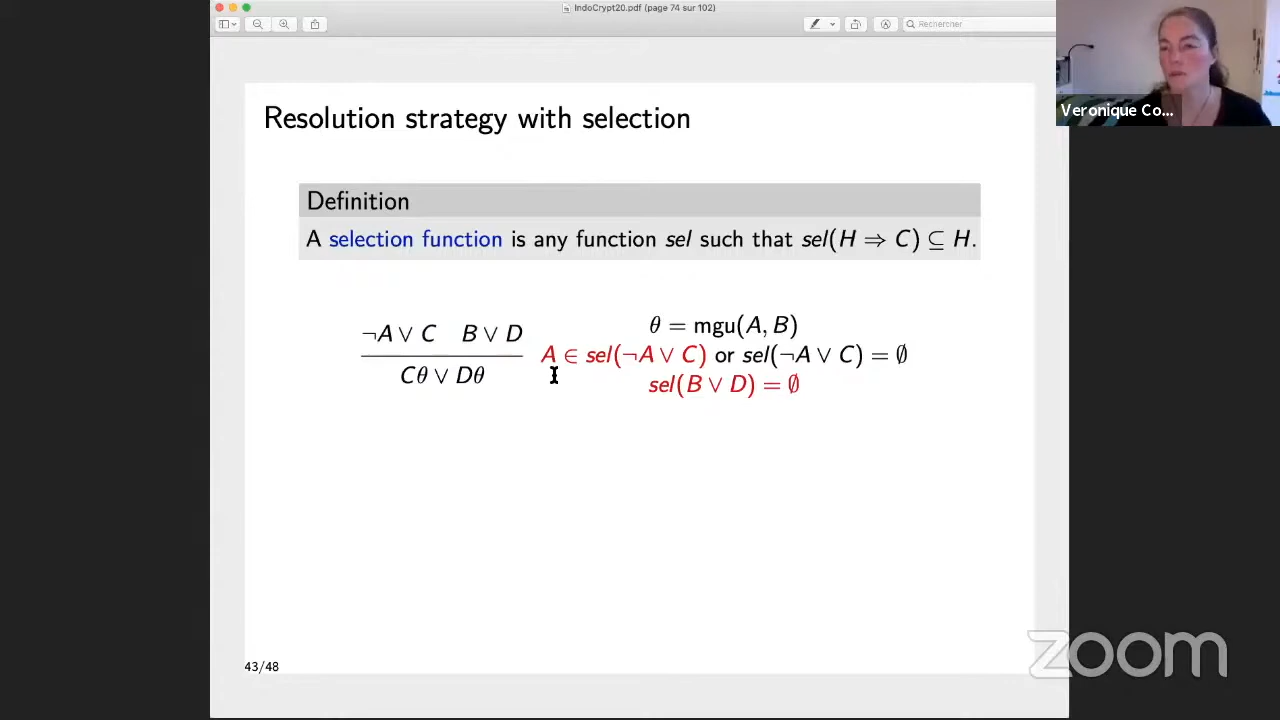 IndoCrypt20.pdf (page 74 sur 102)
Rechercher
Veronique Co...
Resolution strategy with selection
Definition
A selection function is any function sel such that sel(H ⇒ C) ⊆ H.
¬A ∨ C B ∨ D
Cθ ∨ Dθ
θ = mgu(A, B)
A ∈ sel(¬A ∨ C) or sel(¬A ∨ C) = ∅
sel(B ∨ D) = ∅
43/48
zoom